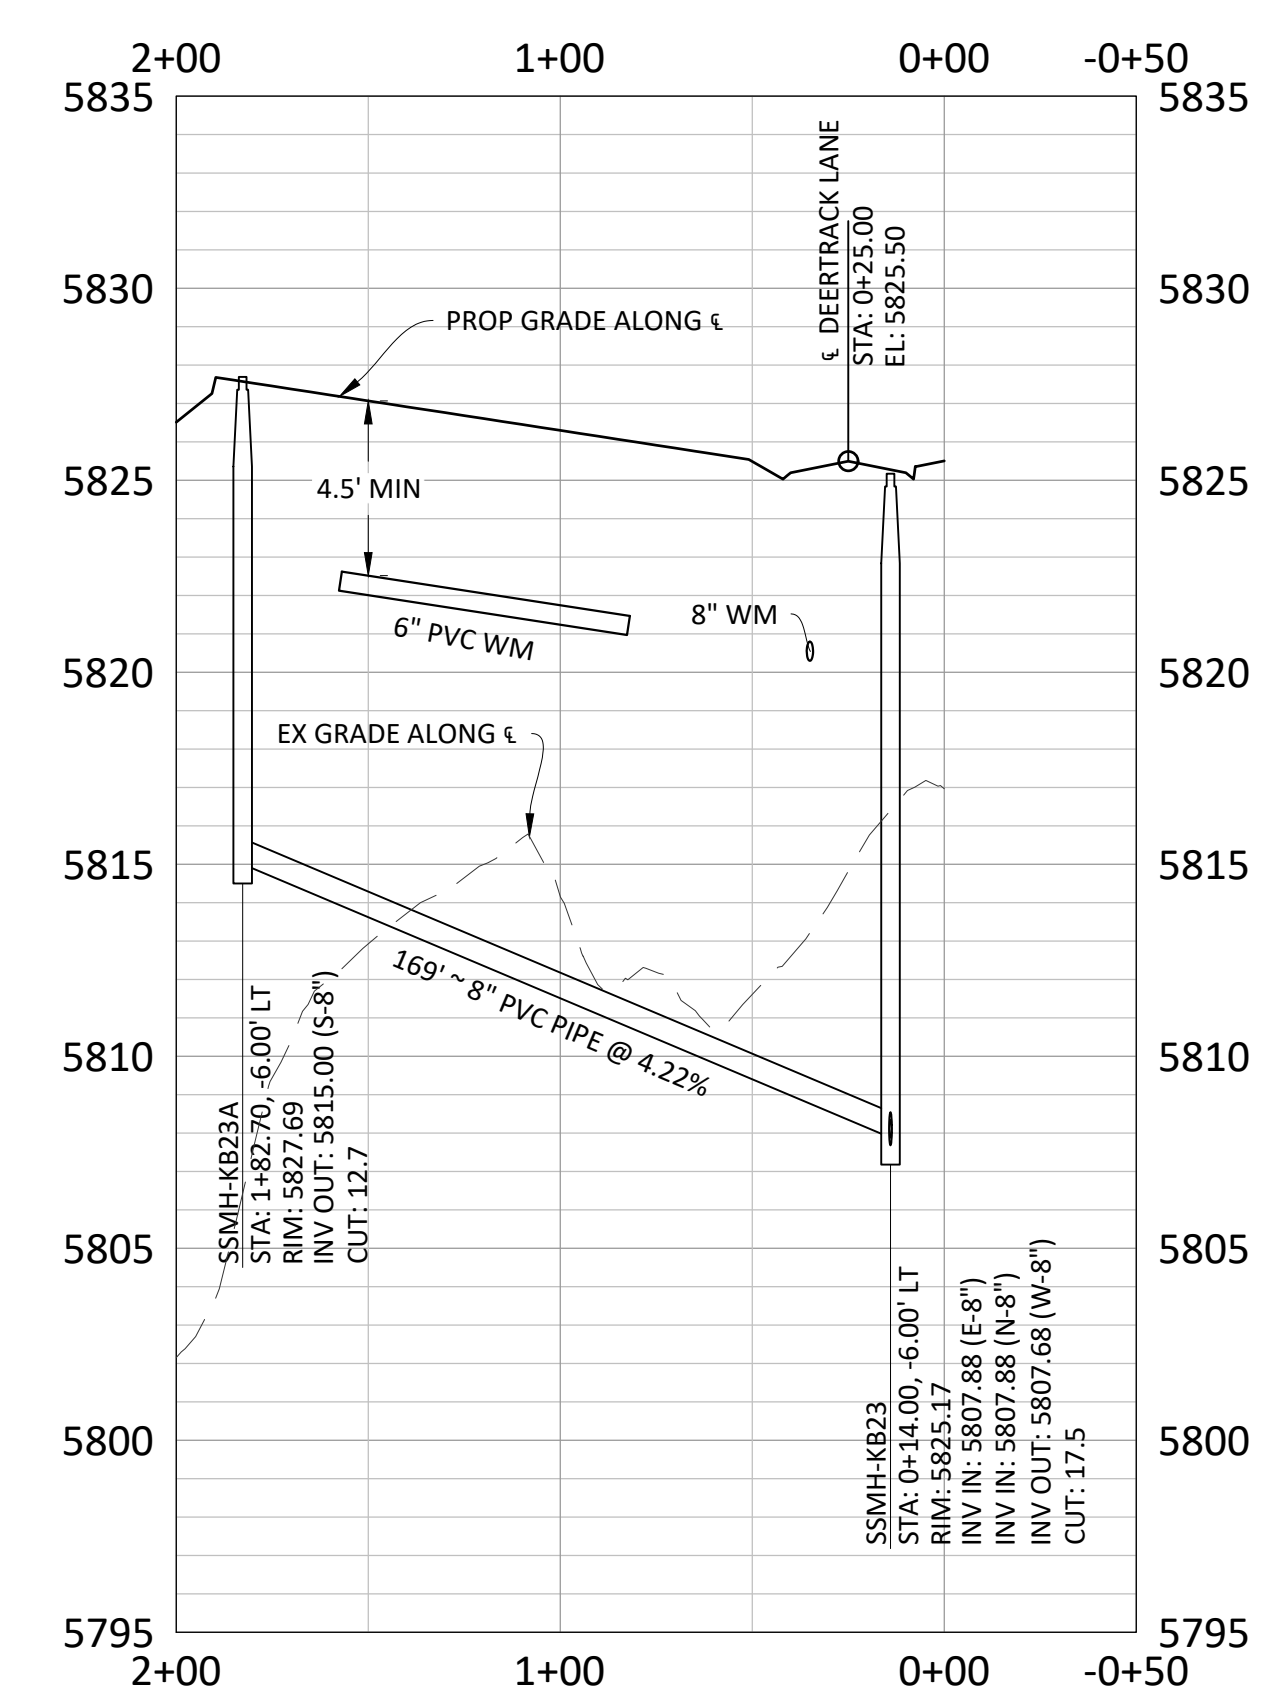 2+00 1+00 0+00 -0+50
5835 5835
℄ DEERTRACK LANE
STA: 0+25.00
EL: 5825.50
5830 5830
PROP GRADE ALONG ℄
5825 5825
4.5' MIN
6" PVC WM
8" WM
5820 5820
EX GRADE ALONG ℄
5815 5815
169' ~ 8" PVC PIPE @ 4.22%
5810 5810
SSMH-KB23A
STA: 1+82.70, -6.00' LT
RIM: 5827.69
INV OUT: 5815.00 (S-8")
CUT: 12.7
5805 5805
SSMH-KB23
STA: 0+14.00, -6.00' LT
RIM: 5825.17
INV IN: 5807.88 (E-8")
INV IN: 5807.88 (N-8")
INV OUT: 5807.68 (W-8")
CUT: 17.5
5800 5800
5795 5795
2+00 1+00 0+00 -0+50